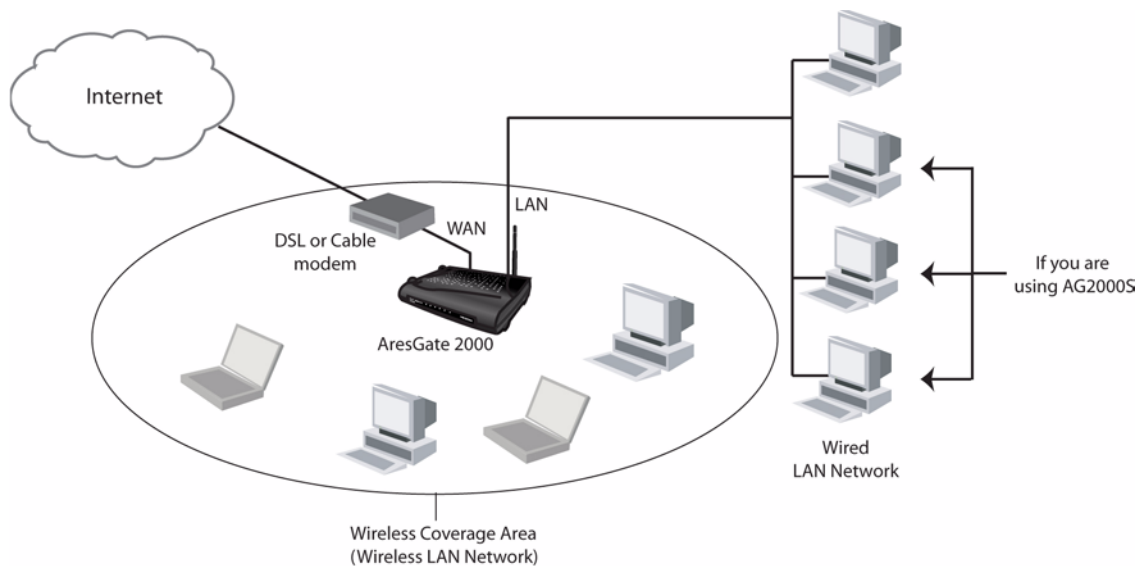 Internet
DSL or Cable
modem
WAN
LAN
AresGate 2000
If you are
using AG2000S
Wired
LAN Network
Wireless Coverage Area
(Wireless LAN Network)